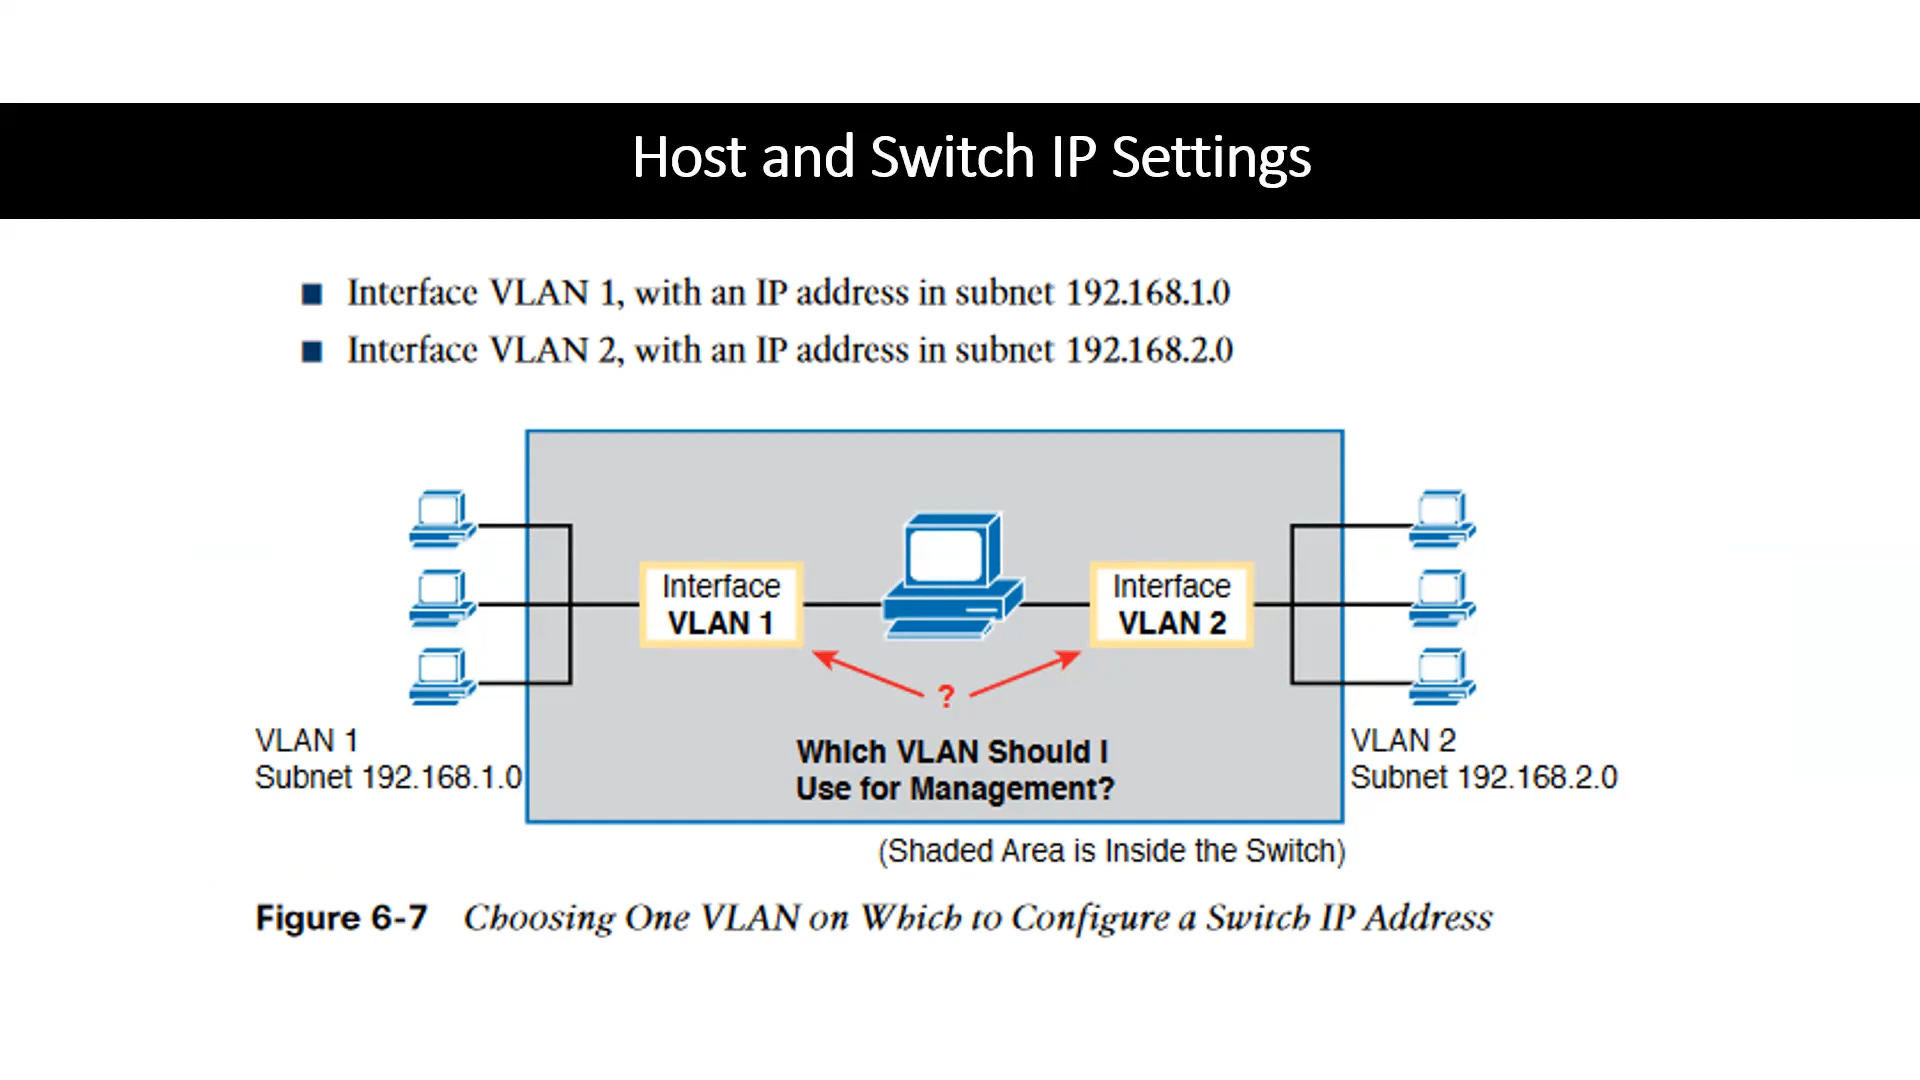 Host and Switch IP Settings
■ Interface VLAN 1, with an IP address in subnet 192.168.1.0
■ Interface VLAN 2, with an IP address in subnet 192.168.2.0
Interface
VLAN 1
Interface
VLAN 2
?
Which VLAN Should I
Use for Management?
VLAN 1
Subnet 192.168.1.0
VLAN 2
Subnet 192.168.2.0
(Shaded Area is Inside the Switch)
Figure 6-7 Choosing One VLAN on Which to Configure a Switch IP Address